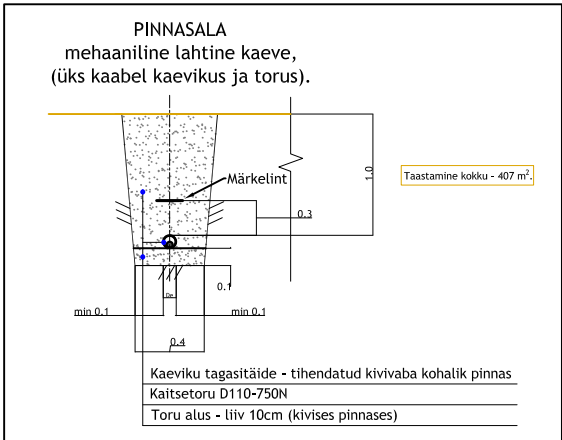 PINNASALA
mehaaniline lahtine kaeve,
(üks kaabel kaevikus ja torus).
Märkelint
1.0
Taastamine kokku - 407 m².
0.3
0.1
De
min 0.1
min 0.1
0.4
Kaeviku tagasitäide - tihendatud kivivaba kohalik pinnas
Kaitsetoru D110-750N
Toru alus - liiv 10cm (kivises pinnases)